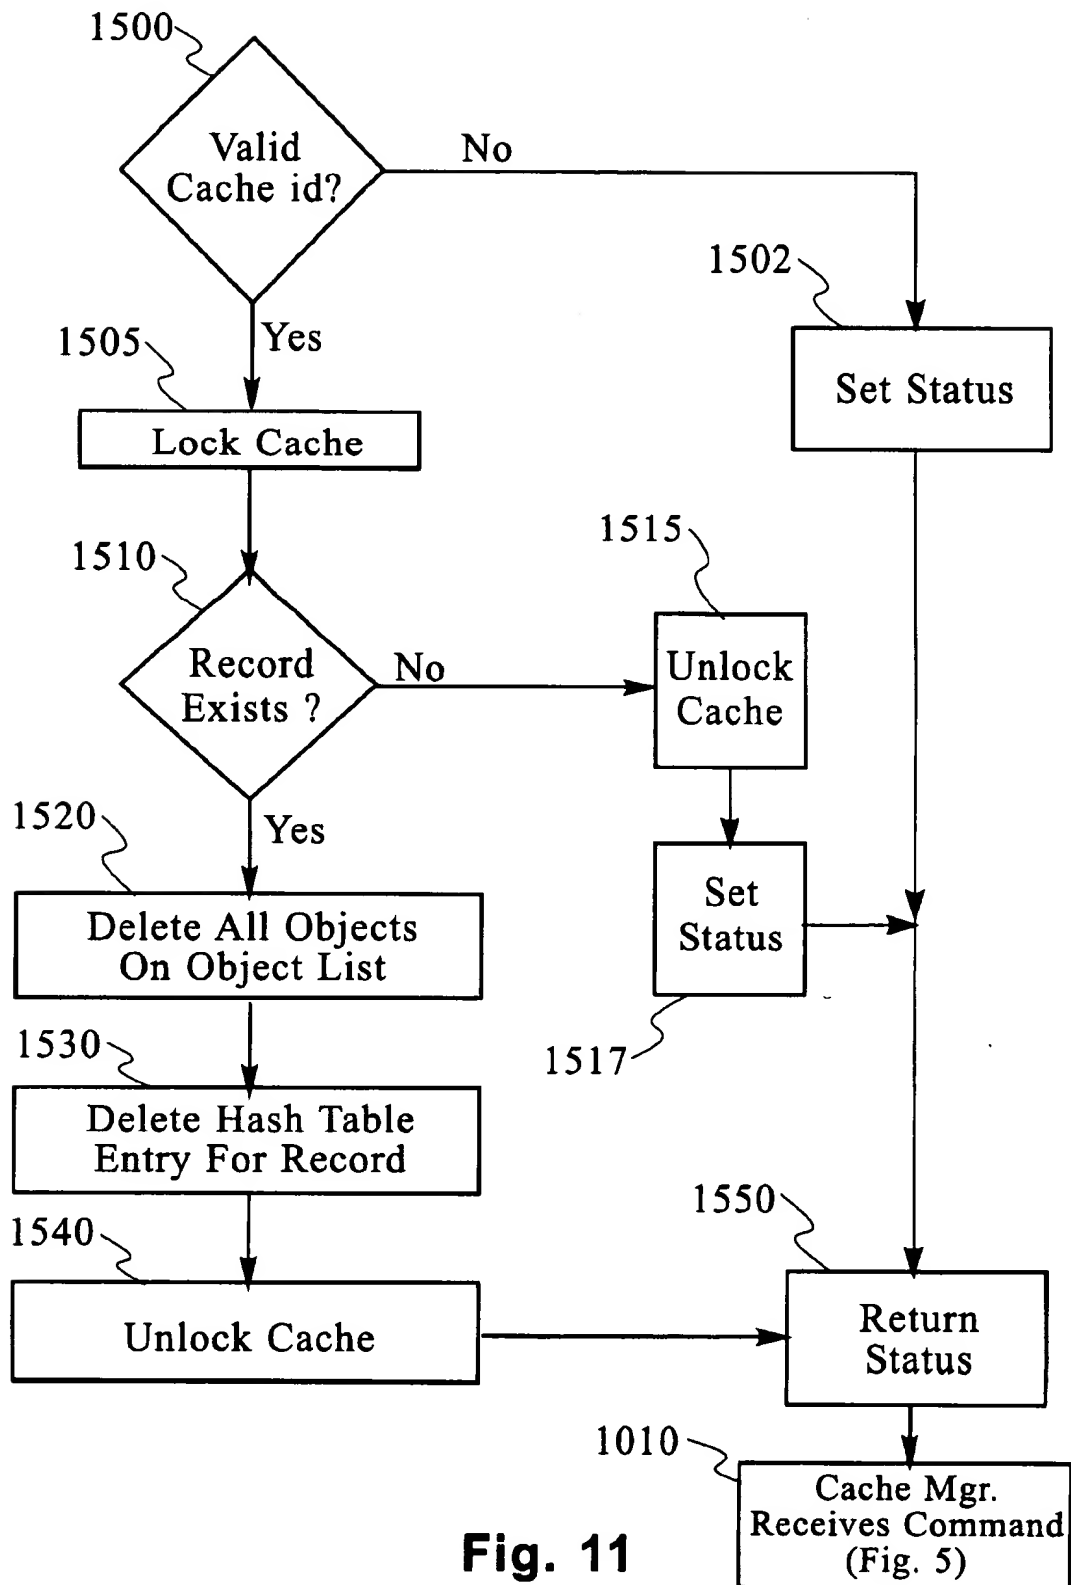 1500
Valid
Cache id?
No
1502
Yes
1505
Set Status
Lock Cache
1515
1510
Record
Exists ?
No
Unlock
Cache
1520
Yes
Set
Status
Delete All Objects
On Object List
1517
1530
Delete Hash Table
Entry For Record
1550
1540
Return
Status
Unlock Cache
1010
Cache Mgr.
Receives Command
(Fig. 5)
Fig. 11